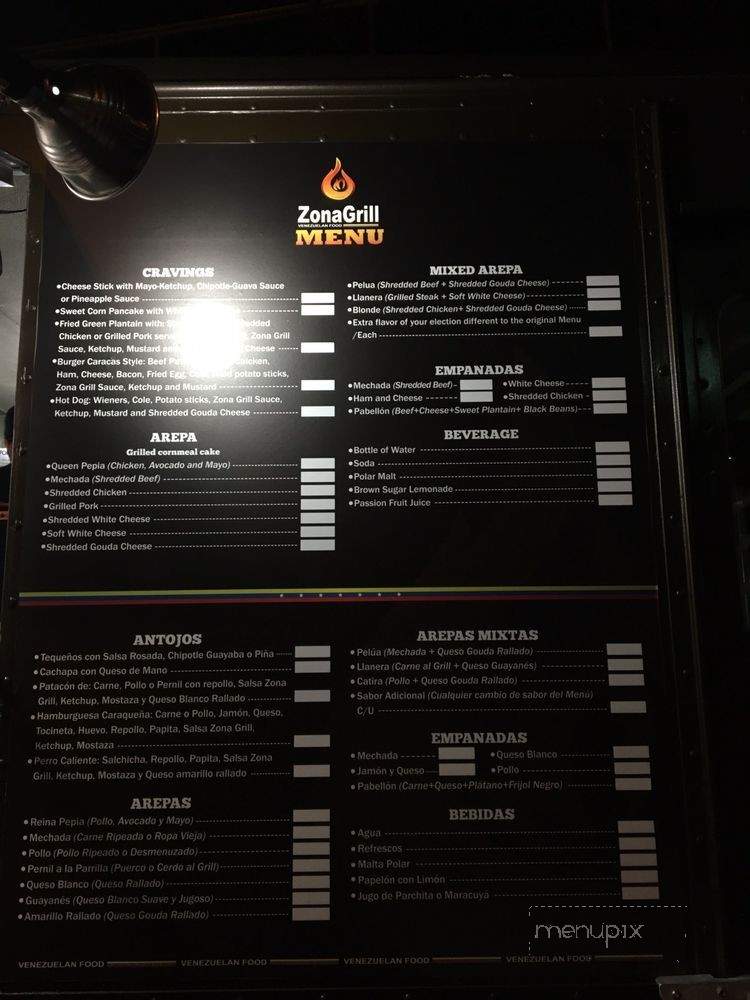 ZonaGrill
VENEZUELAN FOOD
MENU
CRAVINGS
•Cheese Stick with Mayo-Ketchup, Chipotle-Guava Sauce
or Pineapple Sauce
•Sweet Corn Pancake with
•Fried Green Plantain with:
Chicken or Grilled Pork Zona Grill
Sauce, Ketchup, Mustard and Cheese
•Burger Caracas Style: Beef Chicken,
Ham, Cheese, Bacon, Fried Egg, potato sticks,
Zona Grill Sauce, Ketchup and Mustard
•Hot Dog: Wieners, Cole, Potato sticks, Zona Grill Sauce,
Ketchup, Mustard and Shredded Gouda Cheese
AREPA
Grilled cornmeal cake
•Queen Pepia (Chicken, Avocado and Mayo)
•Mechada (Shredded Beef)
•Shredded Chicken
•Grilled Pork
•Shredded White Cheese
•Soft White Cheese
•Shredded Gouda Cheese
MIXED AREPA
•Pelua (Shredded Beef + Shredded Gouda Cheese)
•Llanera (Grilled Steak + Soft White Cheese)
•Blonde (Shredded Chicken+ Shredded Gouda Cheese)
•Extra flavor of your election different to the original Menu
/Each
EMPANADAS
•Mechada (Shredded Beef) •White Cheese
•Ham and Cheese •Shredded Chicken
•Pabellón (Beef+Cheese+Sweet Plantain+ Black Beans)
BEVERAGE
•Bottle of Water
•Soda
•Polar Malt
•Brown Sugar Lemonade
•Passion Fruit Juice
ANTOJOS
•Tequeños con Salsa Rosada, Chipotle Guayaba o Piña
•Cachapa con Queso de Mano
•Patacón de: Carne, Pollo o Pernil con repollo, Salsa Zona
Grill, Ketchup, Mostaza y Queso Blanco Rallado
•Hamburguesa Caraqueña: Carne o Pollo, Jamón, Queso,
Tocineta, Huevo, Repollo, Papita, Salsa Zona Grill,
Ketchup, Mostaza
•Perro Caliente: Salchicha, Repollo, Papita, Salsa Zona
Grill, Ketchup, Mostaza y Queso amarillo rallado
AREPAS
•Reina Pepia (Pollo, Avocado y Mayo)
•Mechada (Carne Ripeada o Ropa Vieja)
•Pollo (Pollo Ripeado o Desmenuzado)
•Pernil a la Parrilla (Puerco o Cerdo al Grill)
•Queso Blanco (Queso Rallado)
•Guayanés (Queso Blanco Suave y Jugoso)
•Amarillo Rallado (Queso Gouda Rallado)
AREPAS MIXTAS
•Pelúa (Mechada + Queso Gouda Rallado)
•Llanera (Carne al Grill + Queso Guayanés)
•Catira (Pollo + Queso Gouda Rallado)
•Sabor Adicional (Cualquier cambio de sabor del Menú)
C/U
EMPANADAS
•Mechada •Queso Blanco
•Jamón y Queso •Pollo
•Pabellón (Carne+Queso+Plátano+Frijol Negro)
BEBIDAS
•Agua
•Refrescos
•Malta Polar
•Papelón con Limón
•Jugo de Parchita o Maracuyá
VENEZUELAN FOOD VENEZUELAN FOOD VENEZUELAN FOOD VENEZUELAN FOOD
menupix